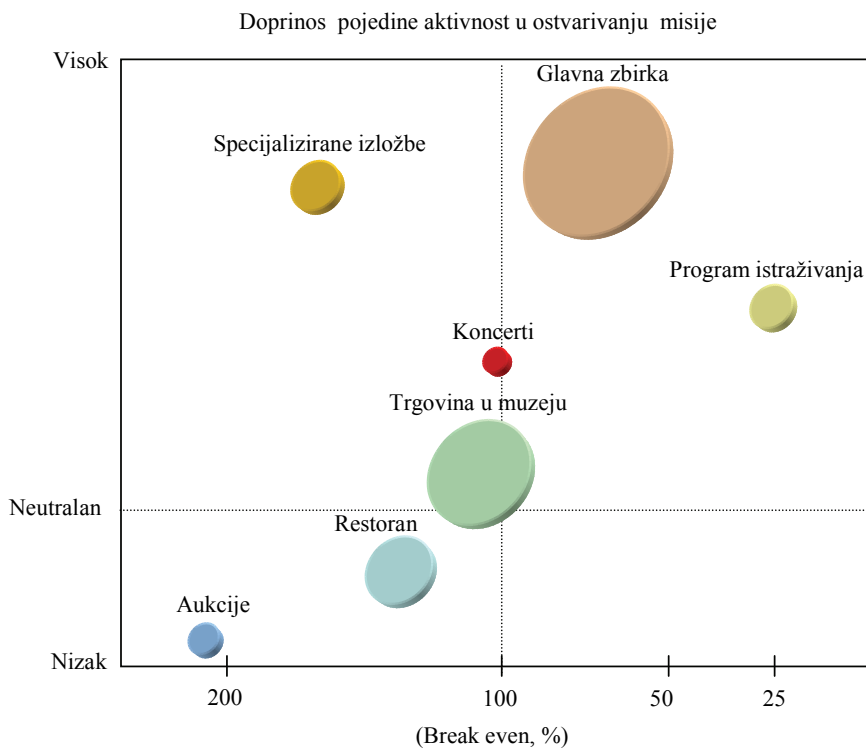 Doprinos pojedine aktivnost u ostvarivanju misije
Visok
Glavna zbirka
Specijalizirane izložbe
Program istraživanja
Koncerti
Trgovina u muzeju
Neutralan
Restoran
Aukcije
Nizak
200 100 50 25
(Break even, %)